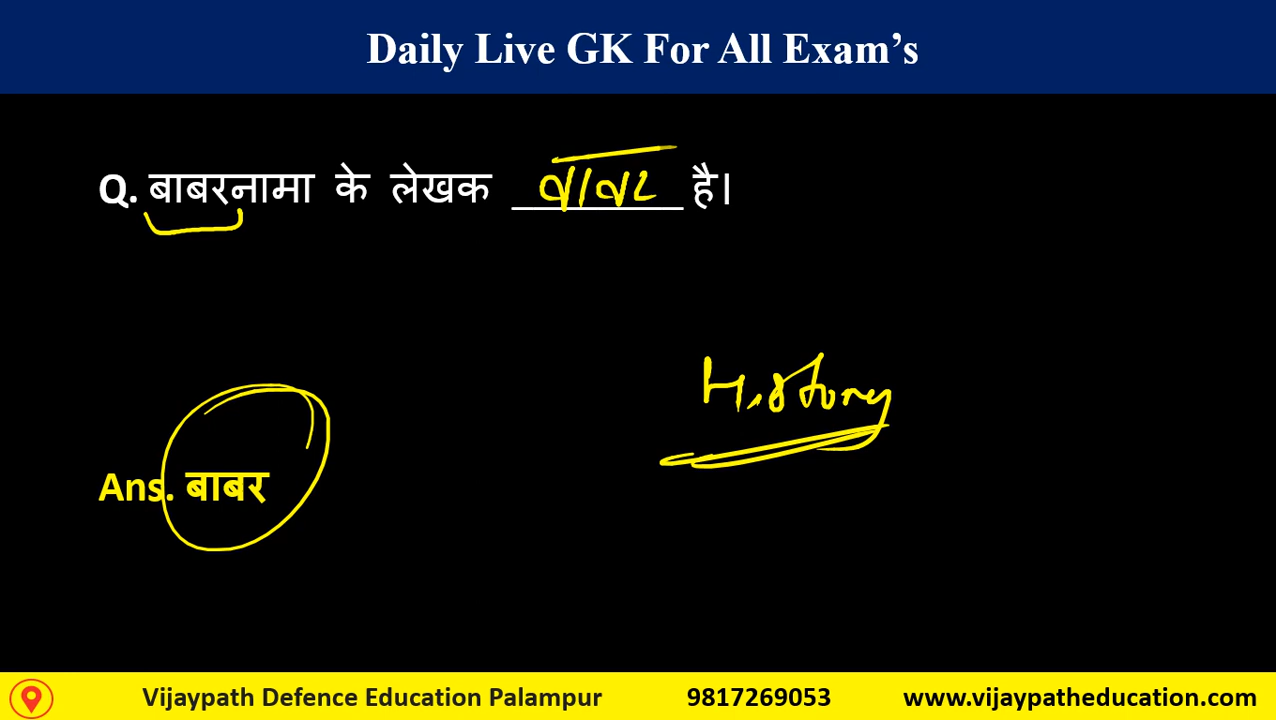 Daily Live GK For All Exam’s
Q. बाबरनामा के लेखक बाबर है।
History
Ans. बाबर
Vijaypath Defence Education Palampur 9817269053 www.vijaypatheducation.com